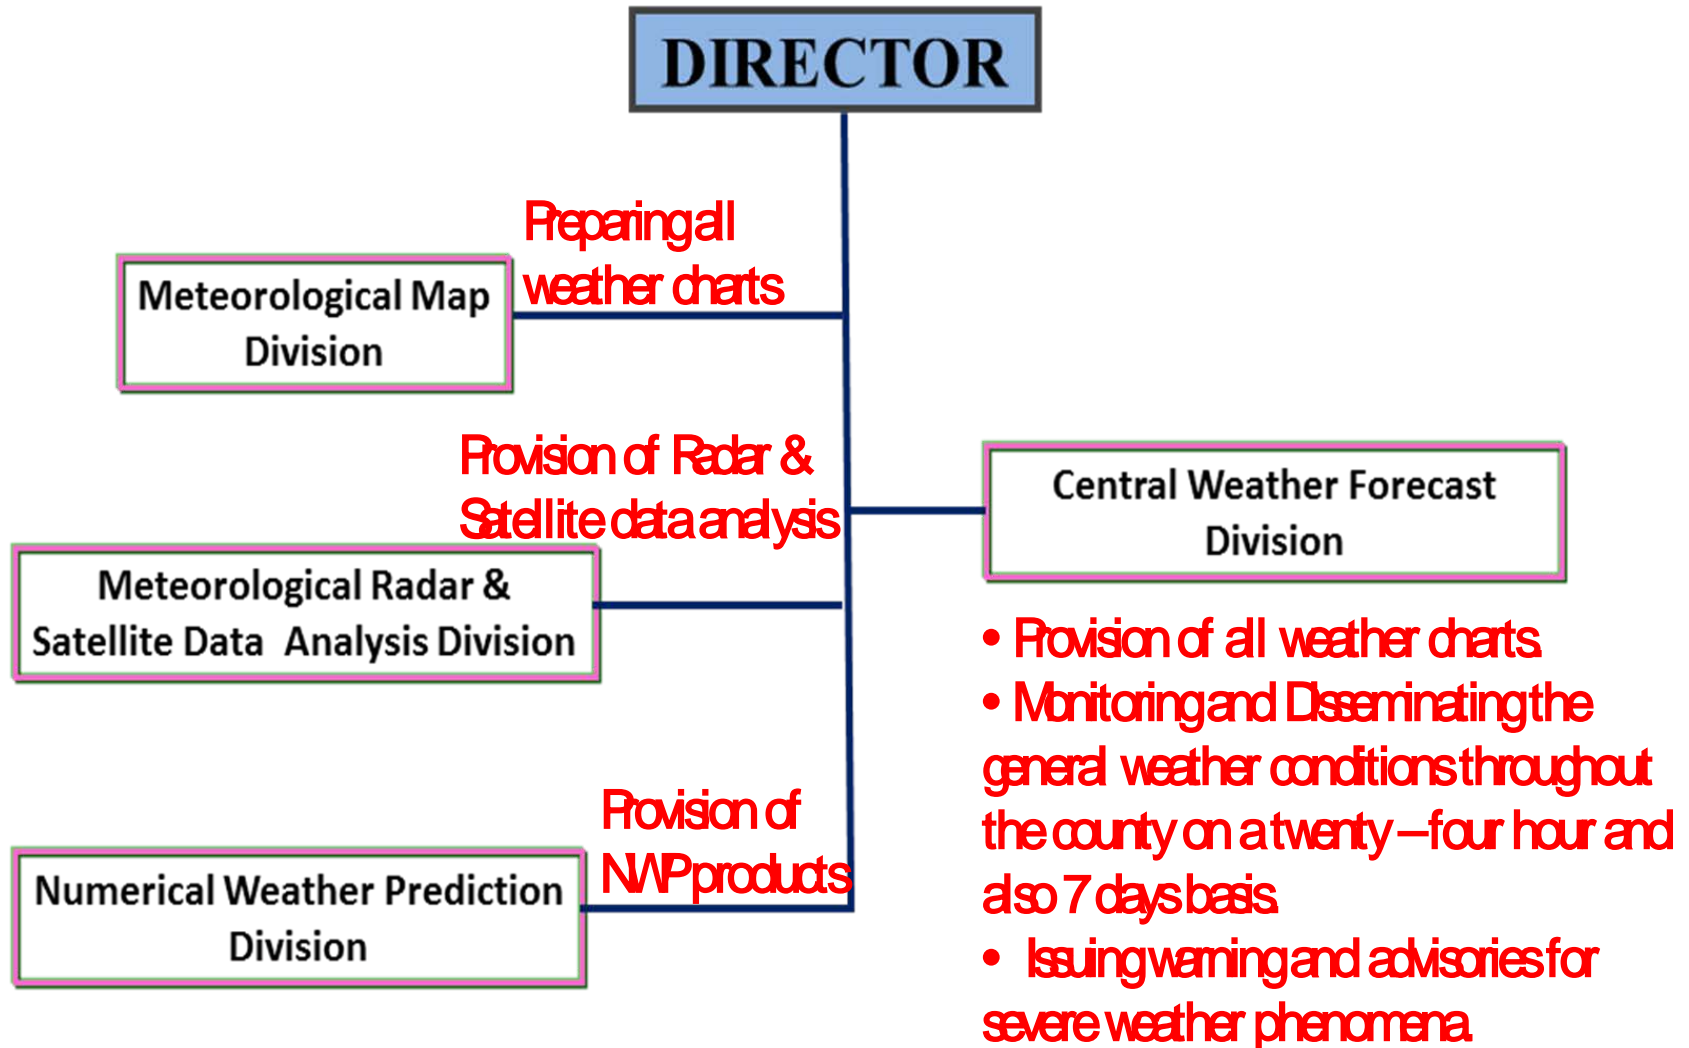 DIRECTOR
Preparing all
weather charts
Meteorological Map
Division
Provision of Radar &
Satellite data analysis
Meteorological Radar &
Satellite Data Analysis Division
Central Weather Forecast
Division
• Provision of all weather charts.
• Monitoring and Disseminating the
general weather conditions throughout
the county on a twenty – four hour and
also 7 days basis.
• Issuing warning and advisories for
severe weather phenomena.
Provision of
NWP products
Numerical Weather Prediction
Division